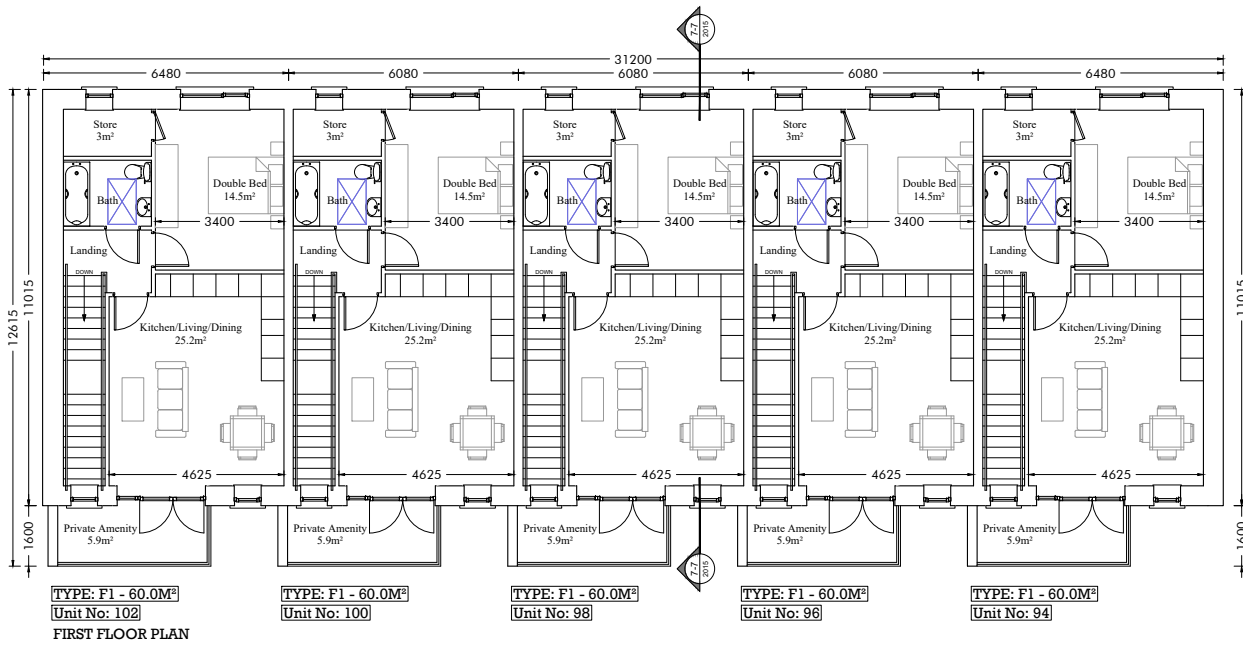 7-7
2015
31200
6480 6080 6080 6080 6480
Store Store Store Store Store
3m² 3m² 3m² 3m² 3m²
Double Bed Double Bed Double Bed Double Bed Double Bed
14.5m² 14.5m² 14.5m² 14.5m² 14.5m²
Bath Bath Bath Bath Bath
3400 3400 3400 3400 3400
Landing Landing Landing Landing Landing
DOWN DOWN DOWN DOWN DOWN
12615 11015 11015
Kitchen/Living/Dining Kitchen/Living/Dining Kitchen/Living/Dining Kitchen/Living/Dining Kitchen/Living/Dining
25.2m² 25.2m² 25.2m² 25.2m² 25.2m²
4625 4625 4625 4625 4625
1600 1600
Private Amenity Private Amenity Private Amenity Private Amenity Private Amenity
5.9m² 5.9m² 5.9m² 5.9m² 5.9m²
7-7
2015
TYPE: F1 - 60.0M² TYPE: F1 - 60.0M² TYPE: F1 - 60.0M² TYPE: F1 - 60.0M² TYPE: F1 - 60.0M²
Unit No: 102 Unit No: 100 Unit No: 98 Unit No: 96 Unit No: 94
FIRST FLOOR PLAN